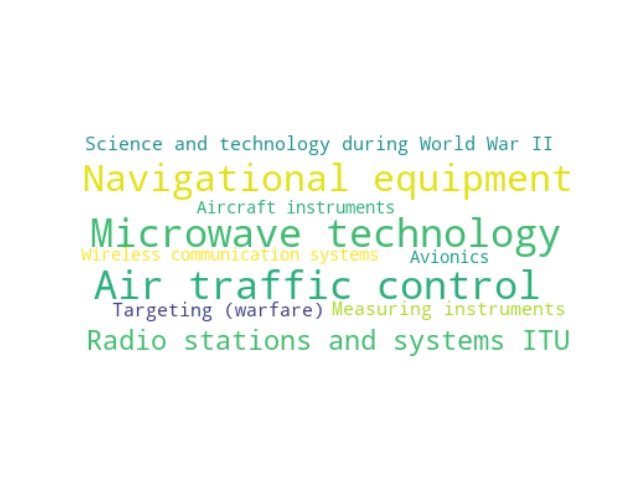 Science and technology during World War II
Navigational equipment
Aircraft instruments
Microwave technology
Wireless communication systems
Avionics
Air traffic control
Targeting (warfare)
Measuring instruments
Radio stations and systems ITU